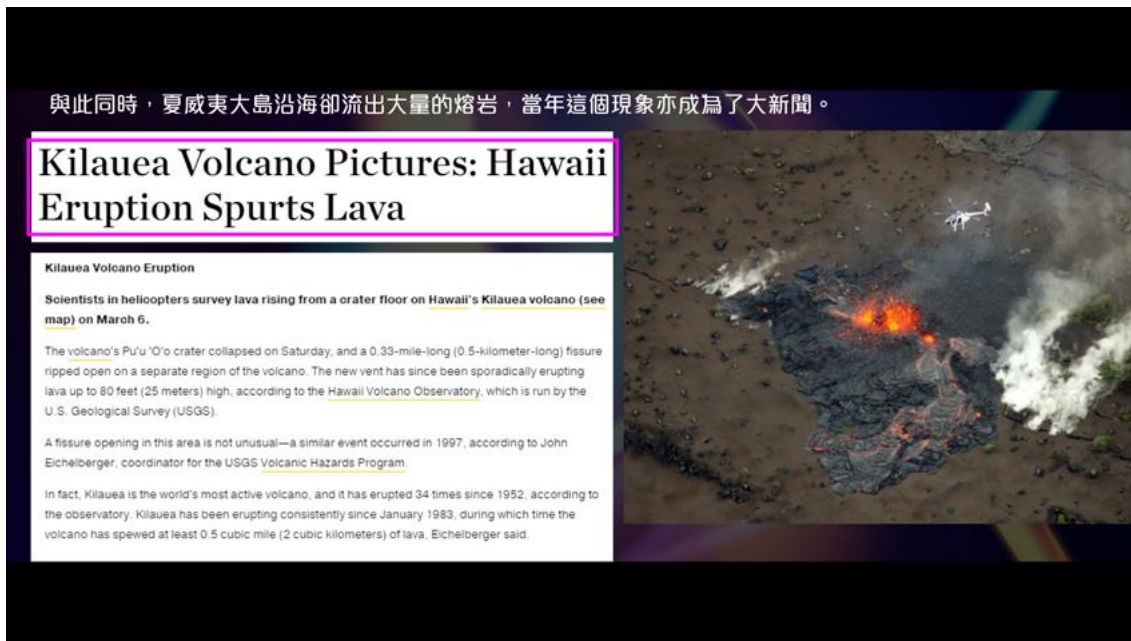 與此同時，夏威夷大島沿海卻流出大量的熔岩，當年這個現象亦成為了大新聞。
Kilauea Volcano Pictures: Hawaii
Eruption Spurts Lava
Kilauea Volcano Eruption
Scientists in helicopters survey lava rising from a crater floor on Hawaii's Kilauea volcano (see
map) on March 6.
The volcano's Pu'u 'O'o crater collapsed on Saturday, and a 0.33-mile-long (0.5-kilometer-long) fissure
ripped open on a separate region of the volcano. The new vent has since been sporadically erupting
lava up to 80 feet (25 meters) high, according to the Hawaii Volcano Observatory, which is run by the
U.S. Geological Survey (USGS).
A fissure opening in this area is not unusual—a similar event occurred in 1997, according to John
Eichelberger, coordinator for the USGS Volcanic Hazards Program.
In fact, Kilauea is the world's most active volcano, and it has erupted 34 times since 1952, according to
the observatory. Kilauea has been erupting consistently since January 1983, during which time the
volcano has spewed at least 0.5 cubic mile (2 cubic kilometers) of lava, Eichelberger said.